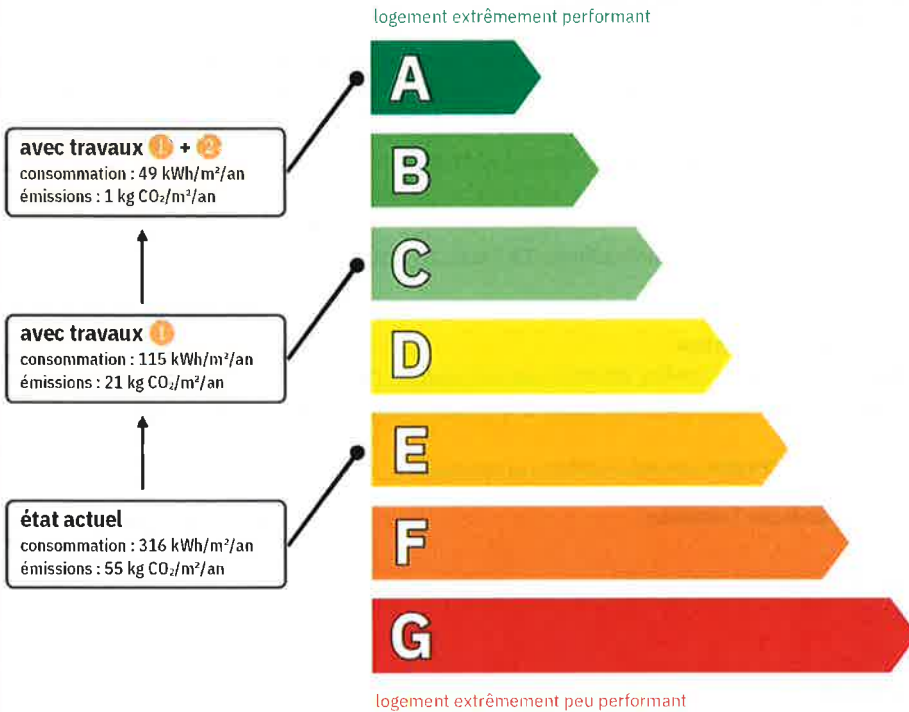 logement extrêmement performant
A
avec travaux 1 + 2
consommation : 49 kWh/m²/an
émissions : 1 kg CO₂/m²/an
B
C
avec travaux 1
consommation : 115 kWh/m²/an
émissions : 21 kg CO₂/m²/an
D
E
état actuel
consommation : 316 kWh/m²/an
émissions : 55 kg CO₂/m²/an
F
G
logement extrêmement peu performant